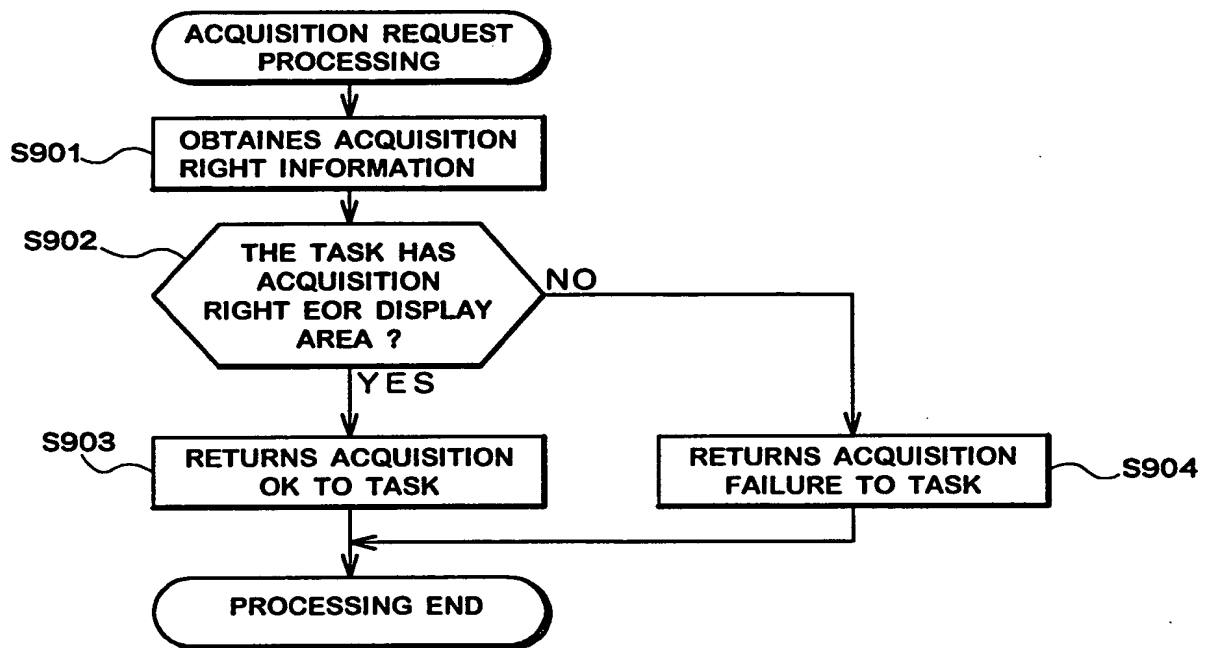 ACQUISITION REQUEST
PROCESSING
S901
OBTAINES ACQUISITION
RIGHT INFORMATION
S902
THE TASK HAS
ACQUISITION
RIGHT EOR DISPLAY
AREA ?
NO
YES
S903
RETURNS ACQUISITION
OK TO TASK
RETURNS ACQUISITION
FAILURE TO TASK
S904
PROCESSING END